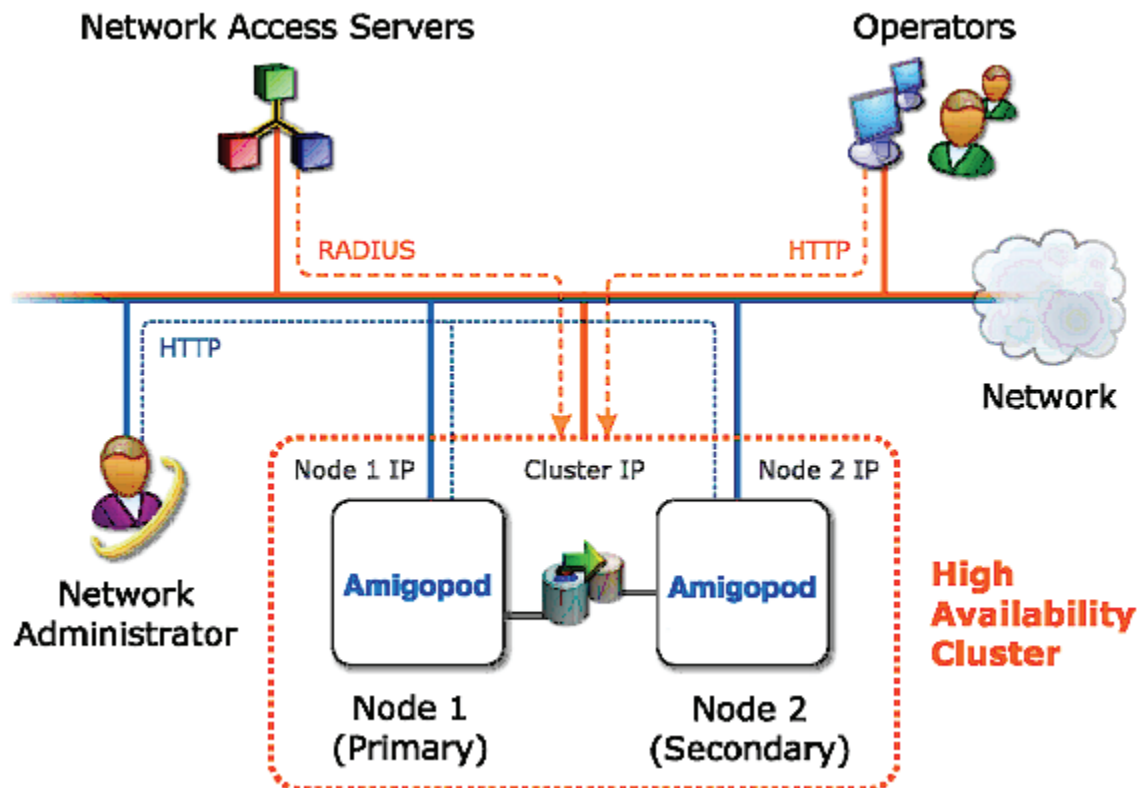 Network Access Servers
Operators
RADIUS
HTTP
HTTP
Network
Node 1 IP
Cluster IP
Node 2 IP
Amigopod
Amigopod
Network
Administrator
High
Availability
Cluster
Node 1
(Primary)
Node 2
(Secondary)